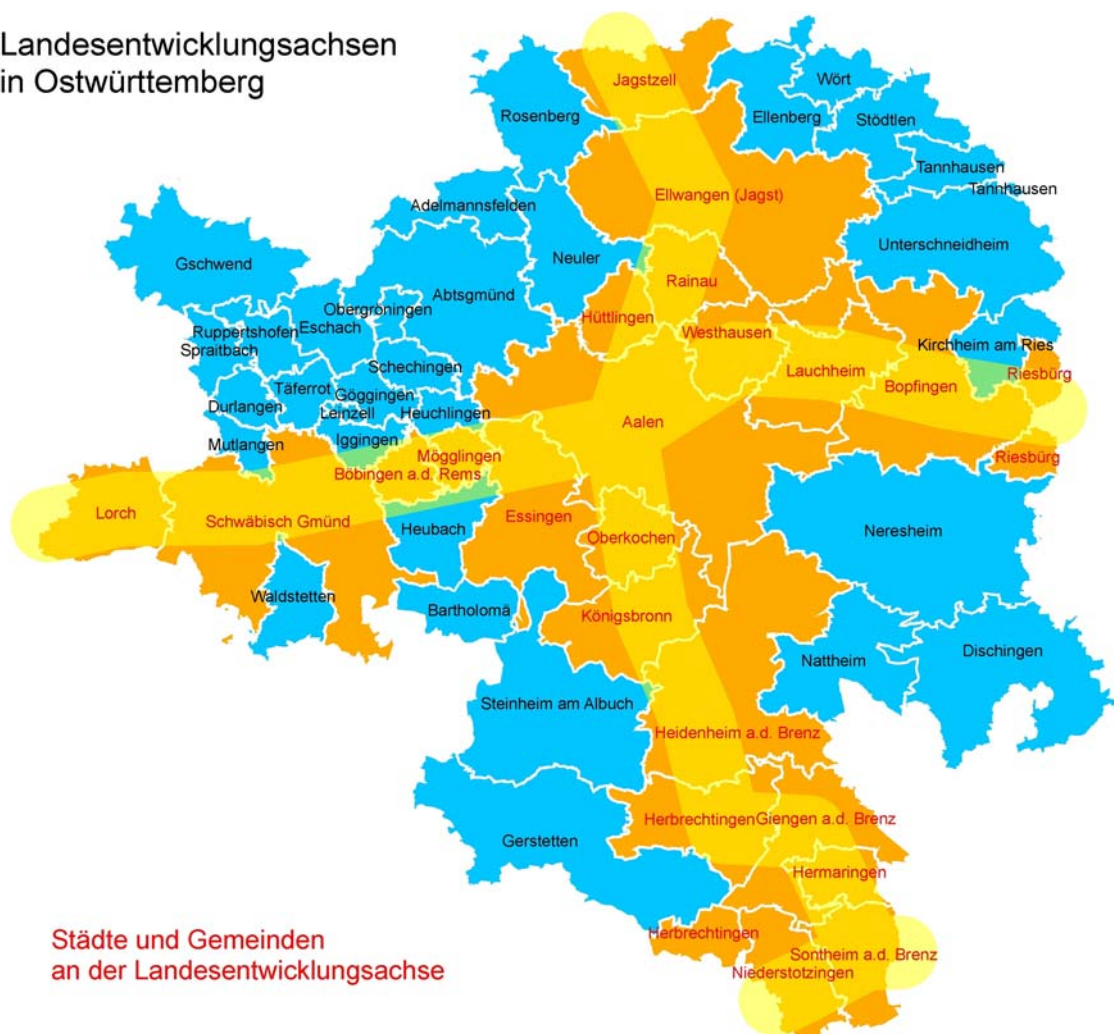 Landesentwicklungsachsen
in Ostwürttemberg
Jagstzell
Wört
Rosenberg
Ellenberg
Stödtlen
Tannhausen
Tannhausen
Ellwangen (Jagst)
Adelmannsfelden
Unterschneidheim
Gschwend
Neuler
Rainau
Abtsgmünd
Obergröningen
Hüttlingen
Eschach
Ruppertshofen
Westhausen
Spraitbach
Kirchheim am Ries
Schechingen
Lauchheim
Riesbürg
Täferrot
Bopfingen
Göggingen
Durlangen
Leinzell
Heuchlingen
Aalen
Mutlangen
Iggingen
Mögglingen
Riesbürg
Böbingen a.d. Rems
Lorch
Schwäbisch Gmünd
Essingen
Heubach
Neresheim
Oberkochen
Waldstetten
Bartholomä
Königsbronn
Dischingen
Nattheim
Steinheim am Albuch
Heidenheim a.d. Brenz
Herbrechtingen
Giengen a.d. Brenz
Gerstetten
Hermaringen
Herbrechtingen
Städte und Gemeinden
an der Landesentwicklungsachse
Sontheim a.d. Brenz
Niederstotzingen